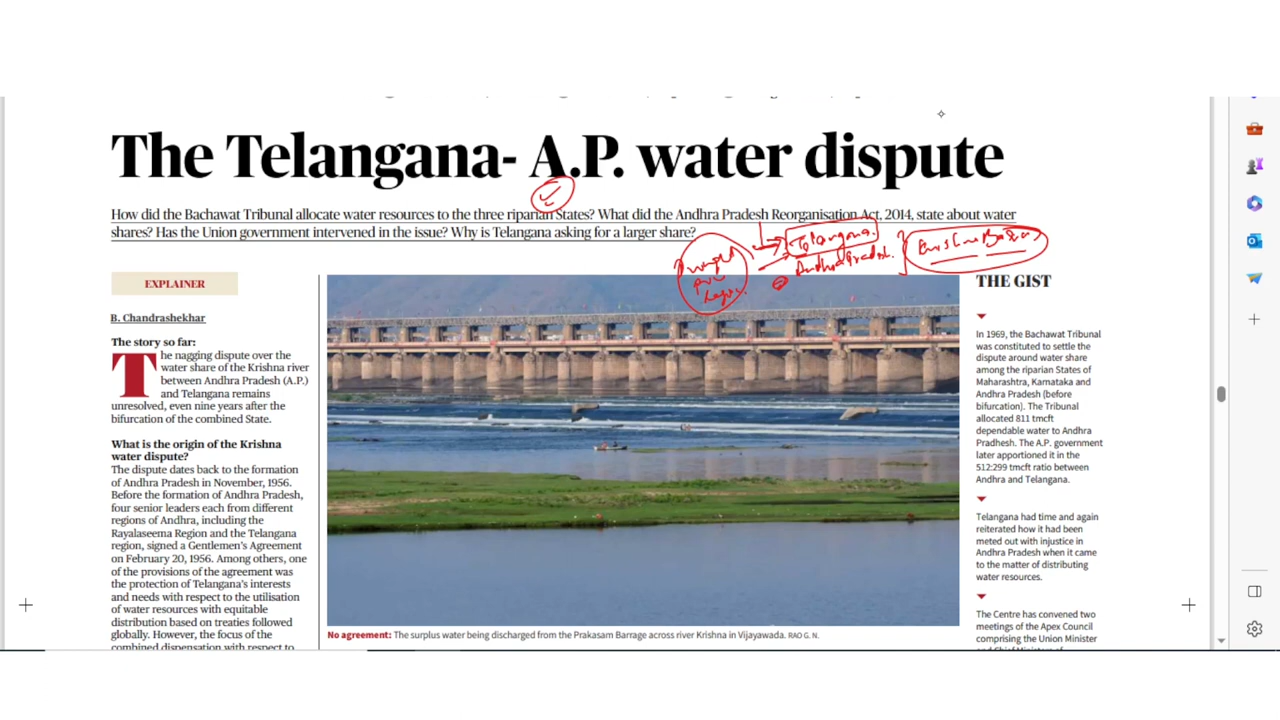 The Telangana- A.P. water dispute
How did the Bachawat Tribunal allocate water resources to the three riparian States? What did the Andhra Pradesh Reorganisation Act, 2014, state about water
shares? Has the Union government intervened in the issue? Why is Telangana asking for a larger share?
Telangana.
Andhra Pradesh.
EXPLAINER
B. Chandrashekhar
The story so far:
The nagging dispute over the
water share of the Krishna river
between Andhra Pradesh (A.P.)
and Telangana remains
unresolved, even nine years after the
bifurcation of the combined State.
What is the origin of the Krishna
water dispute?
The dispute dates back to the formation
of Andhra Pradesh in November, 1956.
Before the formation of Andhra Pradesh,
four senior leaders each from different
regions of Andhra, including the
Rayalaseema Region and the Telangana
region, signed a Gentlemen's Agreement
on February 20, 1956. Among others, one
of the provisions of the agreement was
the protection of Telangana's interests
and needs with respect to the utilisation
of water resources with equitable
distribution based on treaties followed
globally. However, the focus of the
combined dispensation with respect to
No agreement: The surplus water being discharged from the Prakasam Barrage across river Krishna in Vijayawada. RAO G. N.
THE GIST
In 1969, the Bachawat Tribunal
was constituted to settle the
dispute around water share
among the riparian States of
Maharashtra, Karnataka and
Andhra Pradesh (before
bifurcation). The Tribunal
allocated 811 tmcft
dependable water to Andhra
Pradhesh. The A.P. government
later apportioned it in the
512:299 tmcft ratio between
Andhra and Telangana.
Telangana had time and again
reiterated how it had been
meted out with injustice in
Andhra Pradesh when it came
to the matter of distributing
water resources.
The Centre has convened two
meetings of the Apex Council
comprising the Union Minister
and Chief Ministers of